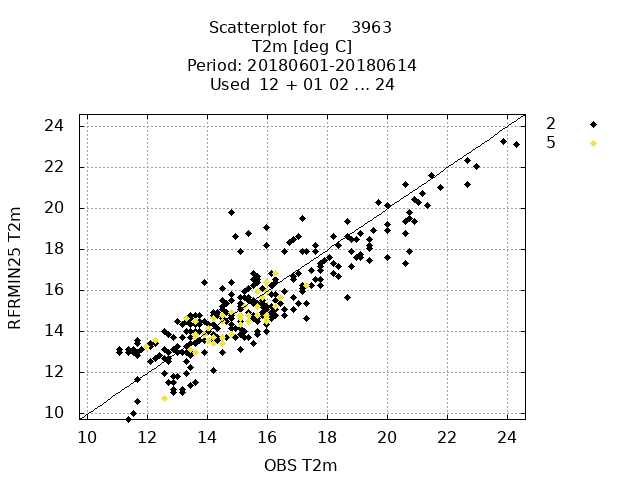 Scatterplot for 3963
T2m [deg C]
Period: 20180601-20180614
Used 12 + 01 02 ... 24
2
5
RFRMIN25 T2m
24
22
20
18
16
14
12
10
10 12 14 16 18 20 22 24
OBS T2m